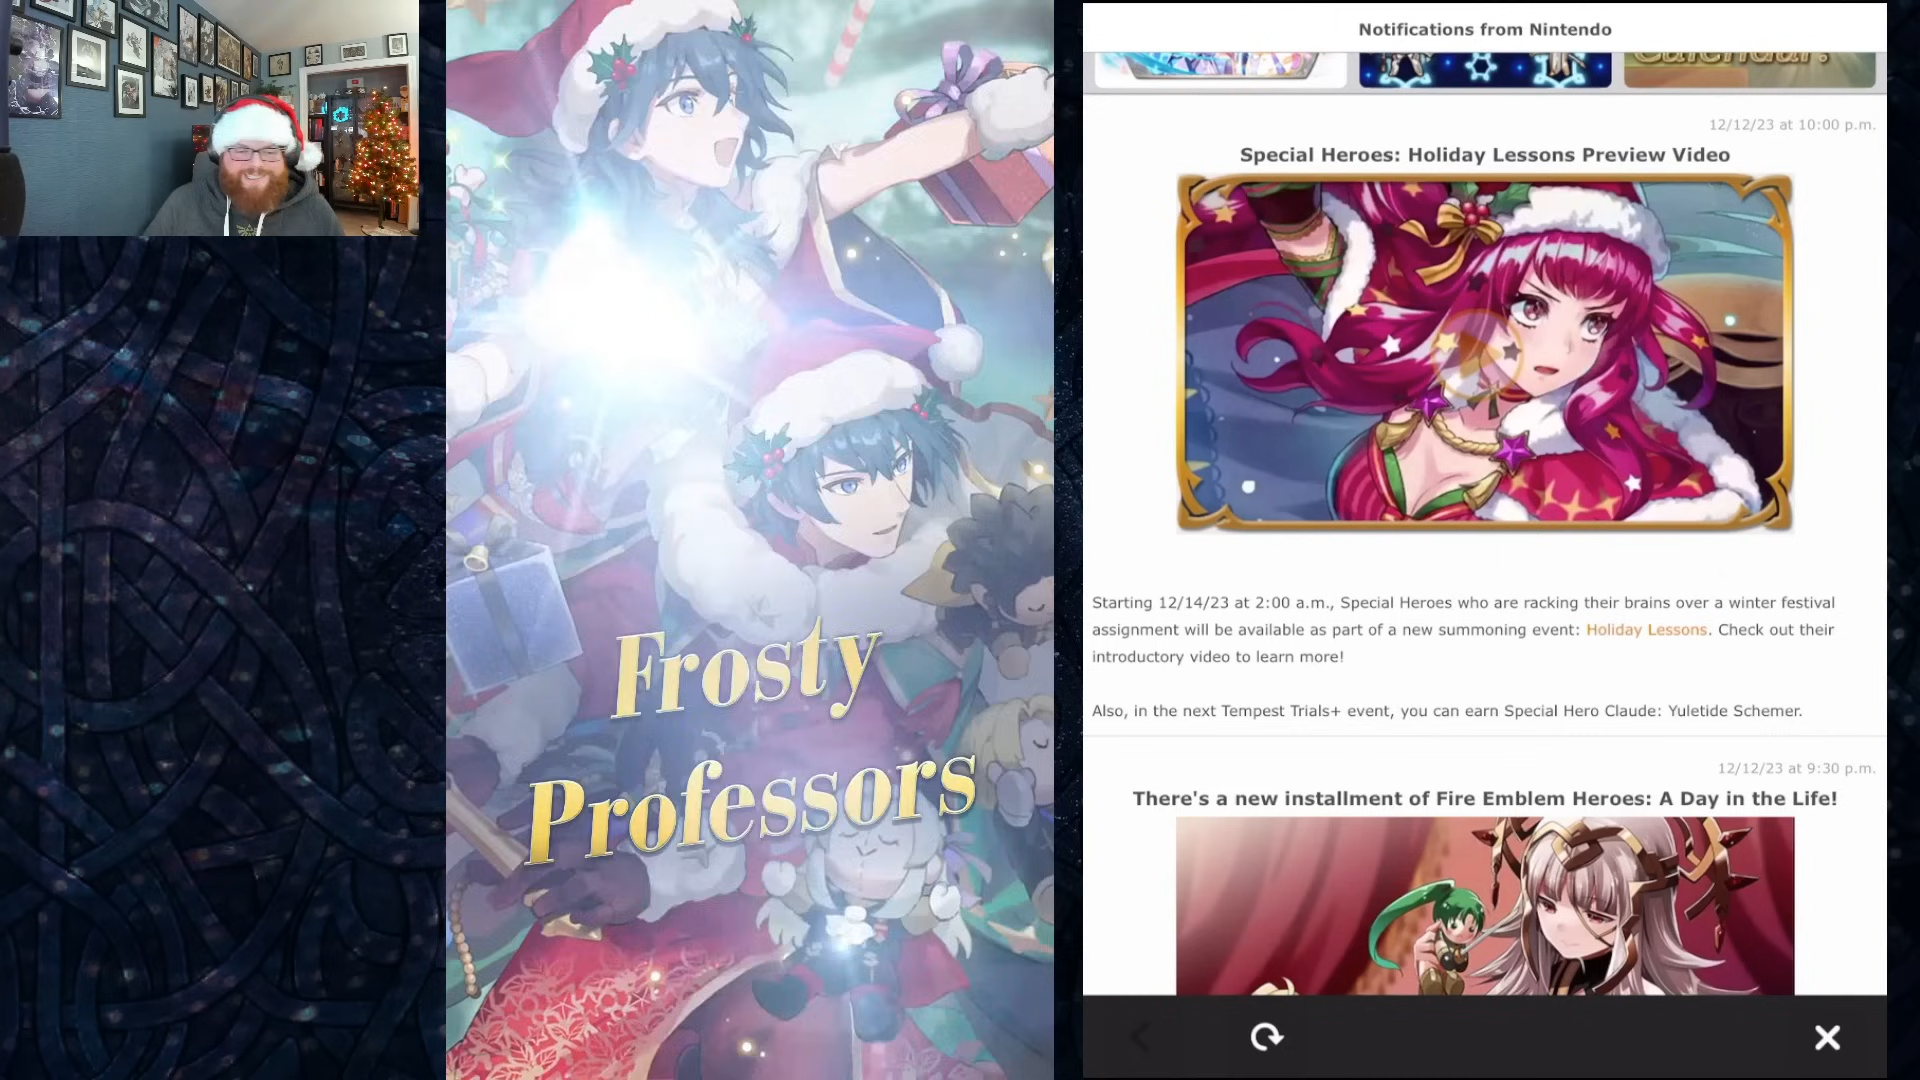 Frosty
Professors
Notifications from Nintendo
Calendar!
12/12/23 at 10:00 p.m.
Special Heroes: Holiday Lessons Preview Video
Starting 12/14/23 at 2:00 a.m., Special Heroes who are racking their brains over a winter festival
assignment will be available as part of a new summoning event: Holiday Lessons. Check out their
introductory video to learn more!
Also, in the next Tempest Trials+ event, you can earn Special Hero Claude: Yuletide Schemer.
12/12/23 at 9:30 p.m.
There's a new installment of Fire Emblem Heroes: A Day in the Life!